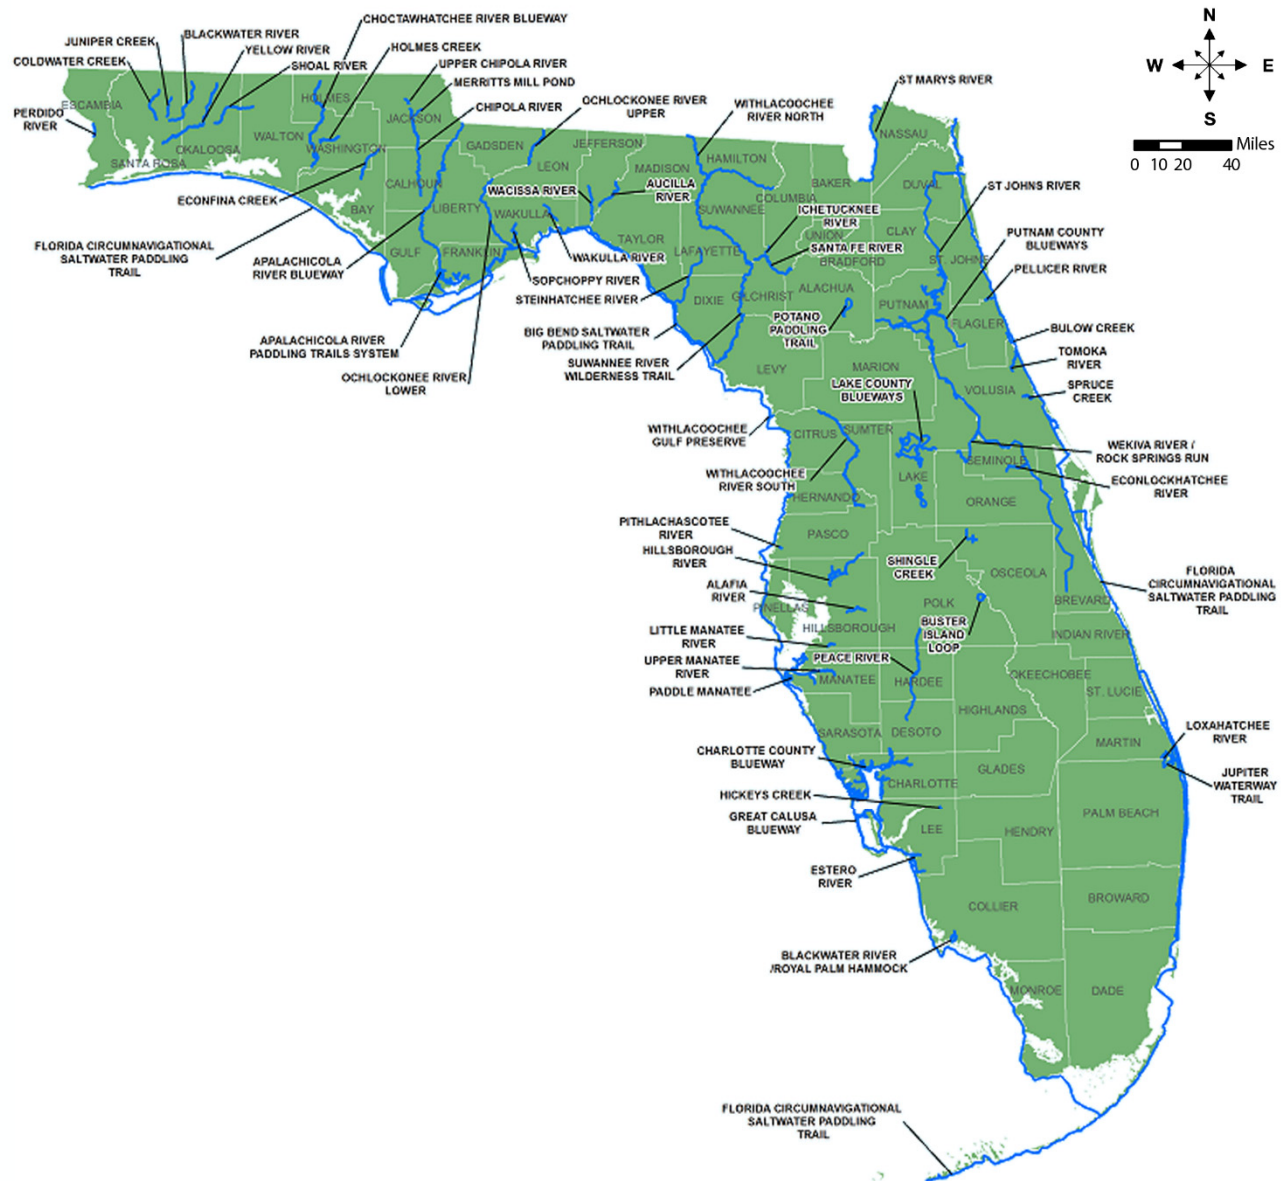 CHOCTAWHATCHEE RIVER BLUEWAY
BLACKWATER RIVER
JUNIPER CREEK
YELLOW RIVER
HOLMES CREEK
COLDWATER CREEK
SHOAL RIVER
UPPER CHIPOLA RIVER
MERRITTS MILL POND
PERDIDO
RIVER
CHIPOLA RIVER
OCHLOCKONEE RIVER
UPPER
WITHLACOOCHEE
RIVER NORTH
ST MARYS RIVER
N
W
E
S
0 10 20 40 Miles
ESCAMBIA
SANTA ROSA
OKALOOSA
WALTON
HOLMES
WASHINGTON
JACKSON
BAY
CALHOUN
GULF
LIBERTY
GADSDEN
LEON
WAKULLA
FRANKLIN
JEFFERSON
MADISON
TAYLOR
HAMILTON
SUWANNEE
LAFAYETTE
DIXIE
COLUMBIA
BAKER
NASSAU
DUVAL
UNION
BRADFORD
CLAY
ST. JOHNS
GILCHRIST
ALACHUA
PUTNAM
FLAGLER
LEVY
MARION
VOLUSIA
ECONFINA CREEK
FLORIDA CIRCUMNAVIGATIONAL
SALTWATER PADDLING
TRAIL
APALACHICOLA
RIVER BLUEWAY
APALACHICOLA RIVER
PADDLING TRAILS SYSTEM
OCHLOCKONEE RIVER
LOWER
WACISSA RIVER
AUCILLA
RIVER
WAKULLA RIVER
SOPCHOPPY RIVER
STEINHATCHEE RIVER
BIG BEND SALTWATER
PADDLING TRAIL
SUWANNEE RIVER
WILDERNESS TRAIL
ICHETUCKNEE
RIVER
SANTA FE RIVER
POTANO
PADDLING
TRAIL
ST JOHNS RIVER
PUTNAM COUNTY
BLUEWAYS
PELLICER RIVER
BULOW CREEK
TOMOKA
RIVER
SPRUCE
CREEK
LAKE COUNTY
BLUEWAYS
WITHLACOOCHEE
GULF PRESERVE
WITHLACOOCHEE
RIVER SOUTH
WEKIVA RIVER /
ROCK SPRINGS RUN
ECONLOCKHATCHEE
RIVER
CITRUS
SUMTER
HERNANDO
LAKE
SEMINOLE
ORANGE
PASCO
PITHLACHASCOTEE
RIVER
HILLSBOROUGH
RIVER
ALAFIA
RIVER
SHINGLE
CREEK
OSCEOLA
BREVARD
FLORIDA
CIRCUMNAVIGATIONAL
SALTWATER PADDLING
TRAIL
PINELLAS
HILLSBOROUGH
POLK
BUSTER
ISLAND
LOOP
INDIAN RIVER
LITTLE MANATEE
RIVER
UPPER MANATEE
RIVER
PADDLE MANATEE
PEACE RIVER
MANATEE
HARDEE
OKEECHOBEE
ST. LUCIE
HIGHLANDS
SARASOTA
DESOTO
MARTIN
LOXAHATCHEE
RIVER
JUPITER
WATERWAY
TRAIL
CHARLOTTE COUNTY
BLUEWAY
CHARLOTTE
GLADES
HICKEYS CREEK
GREAT CALUSA
BLUEWAY
LEE
HENDRY
PALM BEACH
ESTERO
RIVER
COLLIER
BROWARD
BLACKWATER RIVER
/ROYAL PALM HAMMOCK
MONROE
DADE
FLORIDA CIRCUMNAVIGATIONAL
SALTWATER PADDLING
TRAIL